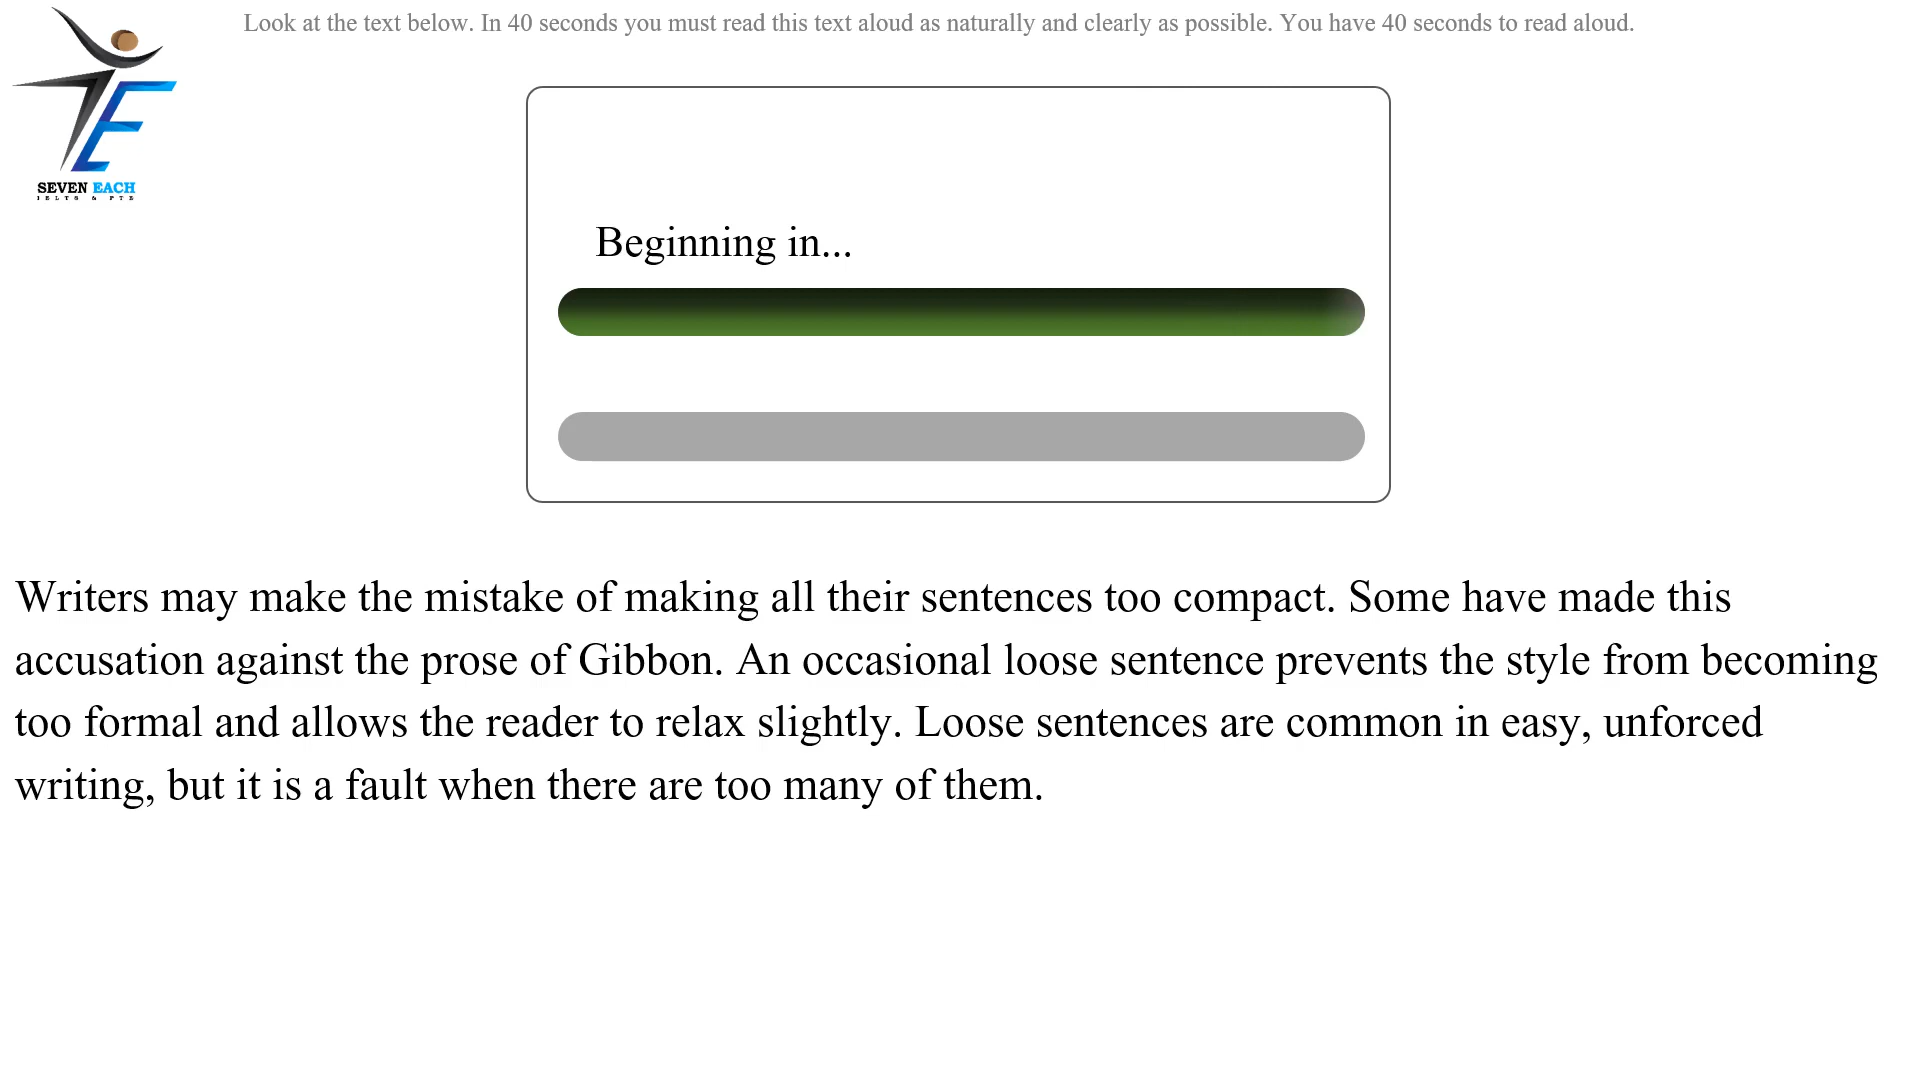 Look at the text below. In 40 seconds you must read this text aloud as naturally and clearly as possible. You have 40 seconds to read aloud.
SEVEN EACH
IELTS & PTE
Beginning in...
Writers may make the mistake of making all their sentences too compact. Some have made this
accusation against the prose of Gibbon. An occasional loose sentence prevents the style from becoming
too formal and allows the reader to relax slightly. Loose sentences are common in easy, unforced
writing, but it is a fault when there are too many of them.